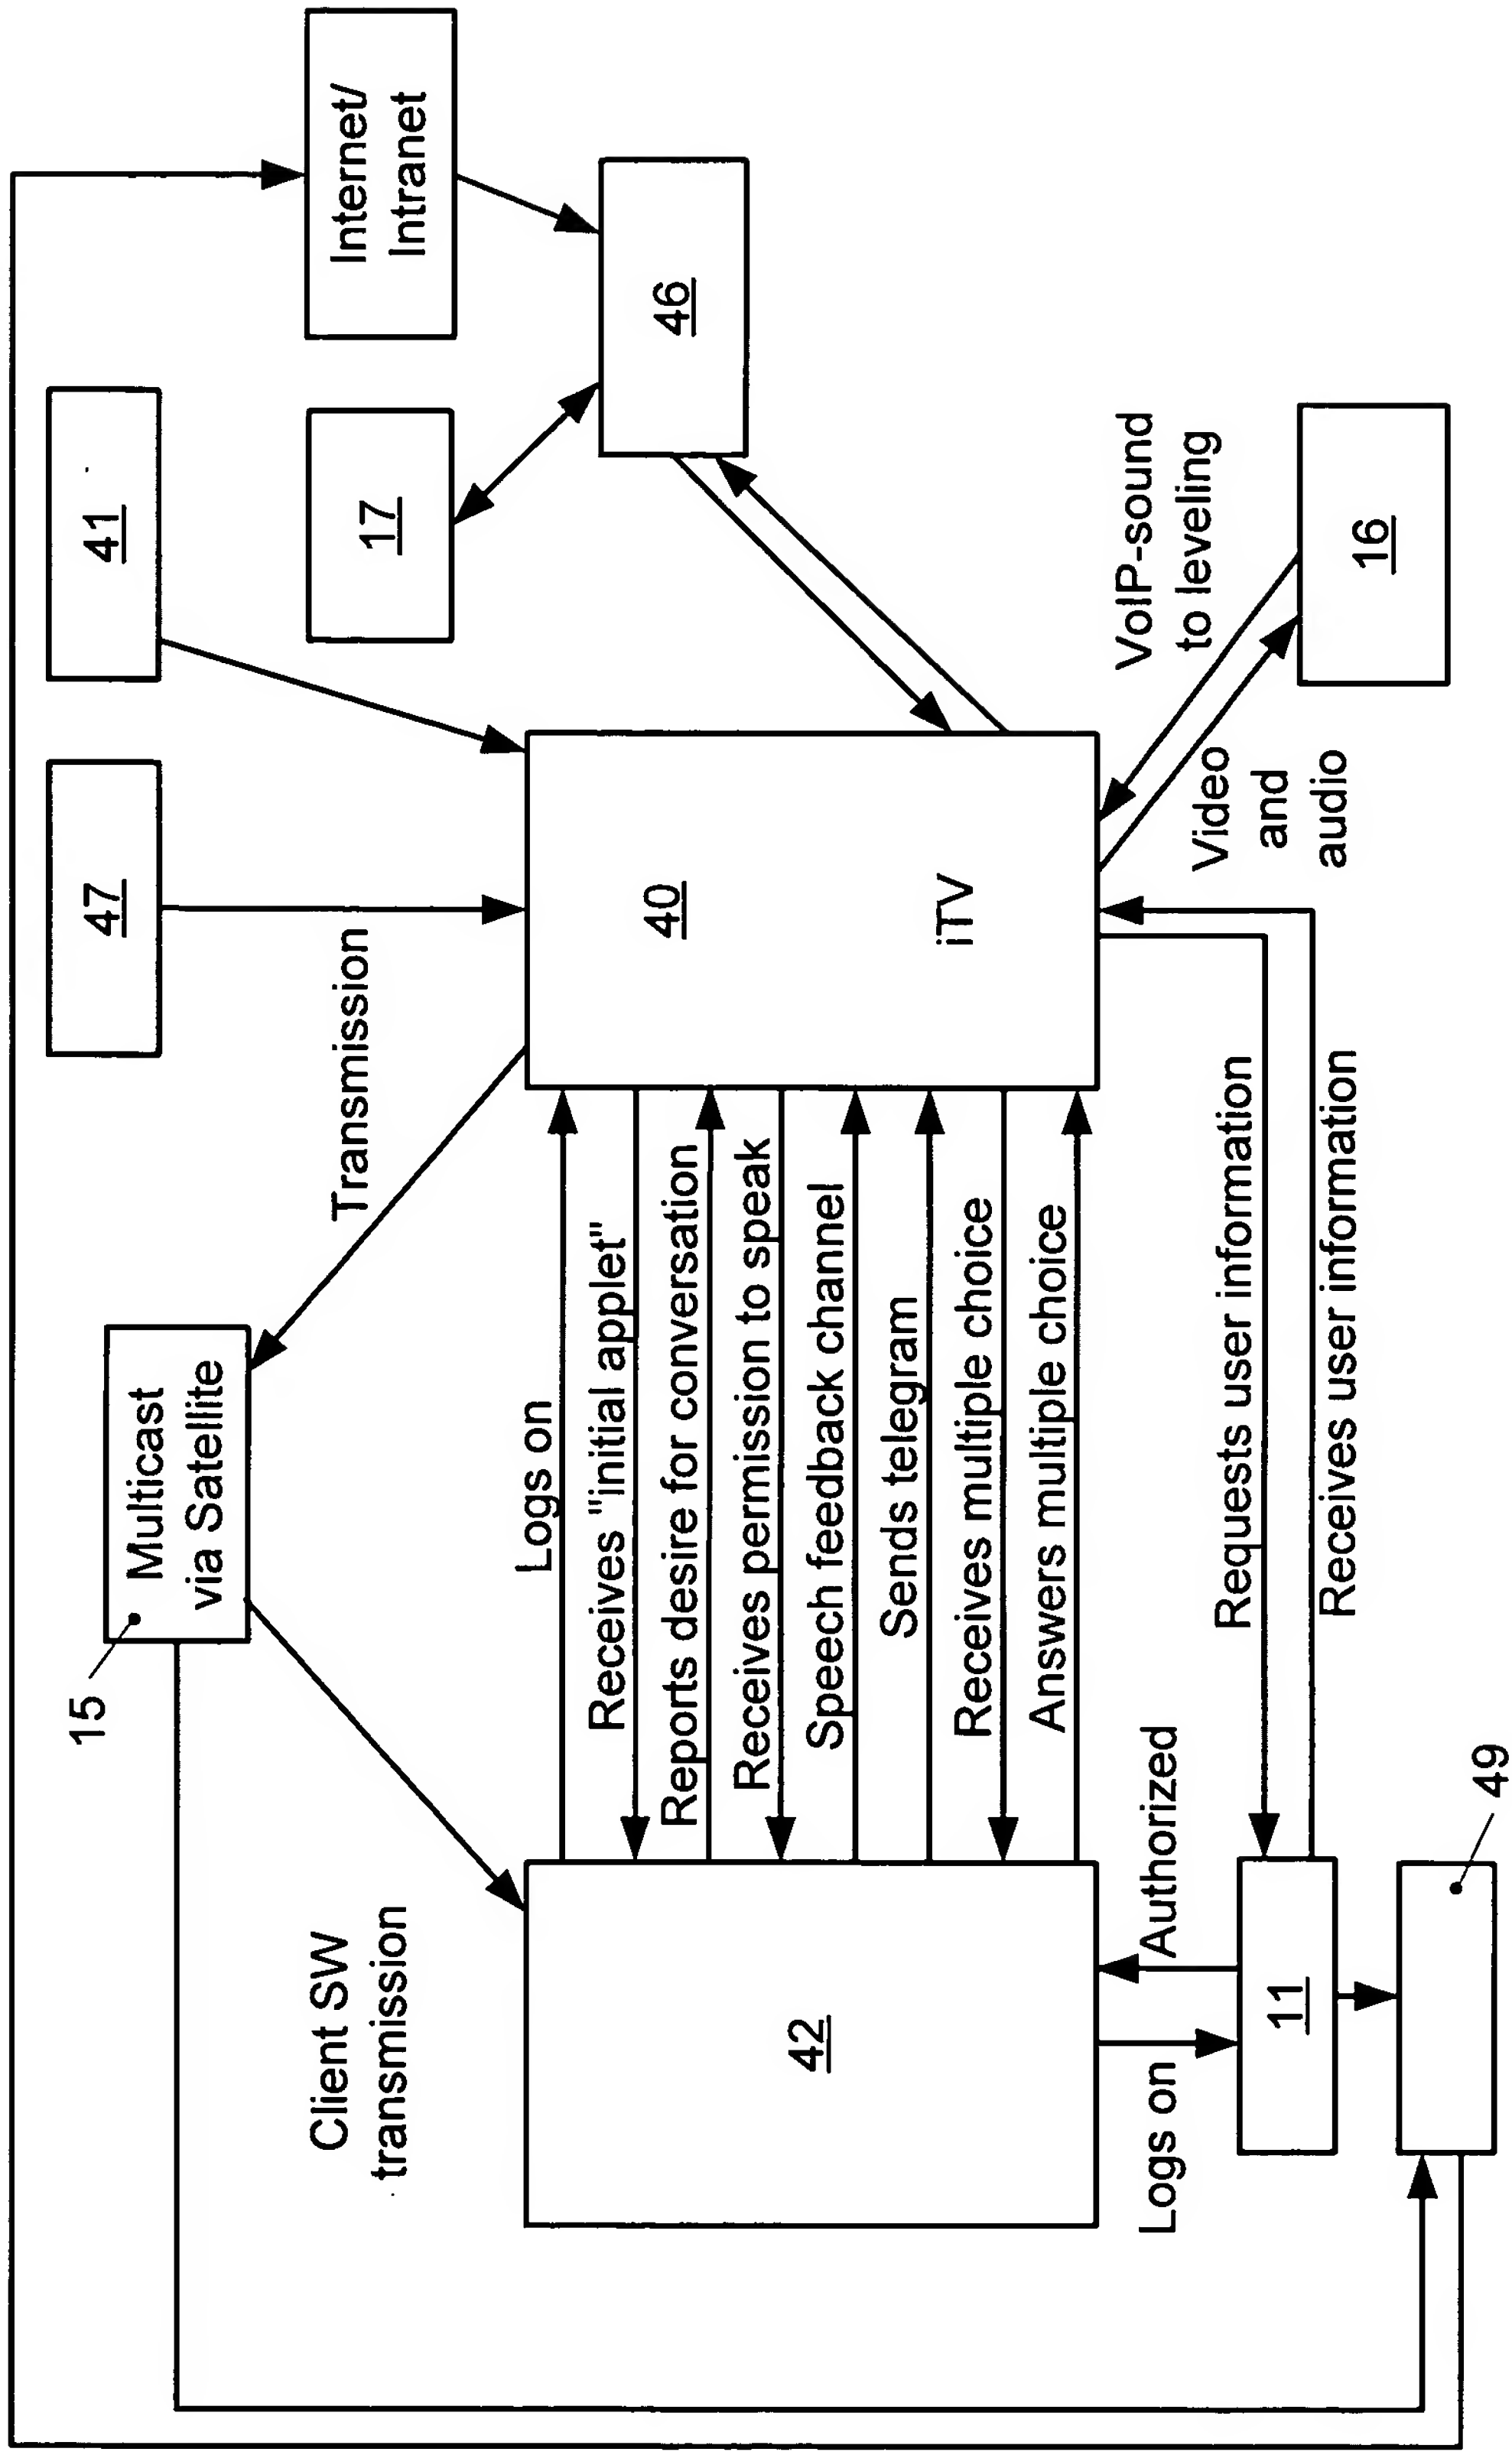 15
Multicast
via Satellite
47
41
Internet/
Intranet
17
46
Transmission
Client SW
transmission
42
40
iTV
Logs on
Receives "initial applet"
Reports desire for conversation
Receives permission to speak
Speech feedback channel
Sends telegram
Receives multiple choice
Answers multiple choice
VoIP-sound
to leveling
Video
and
audio
16
Logs on
Authorized
11
Requests user information
Receives user information
49